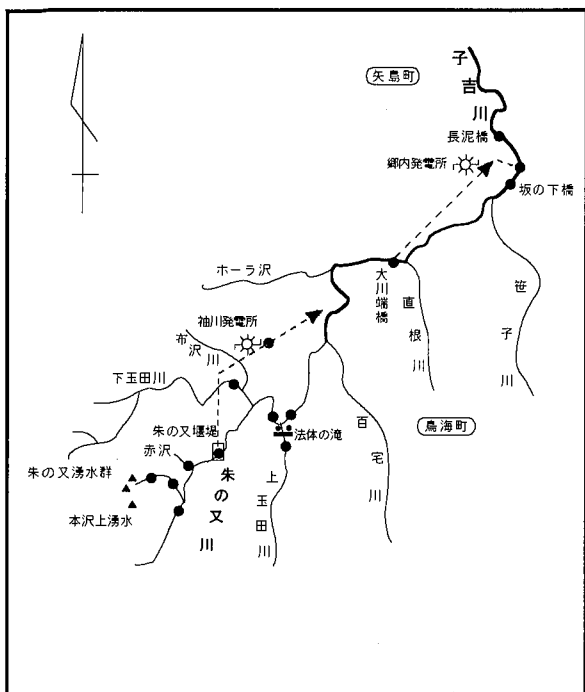 矢島町
子吉川
長泥橋
郷内発電所
坂の下橋
ホーラ沢
大川端橋
直根川
笹子川
袖川発電所
布沢川
下玉田川
朱の又堰堤
法体の滝
鳥海町
赤沢
朱の又湧水群
朱の又川
上玉田川
百宅川
本沢上湧水